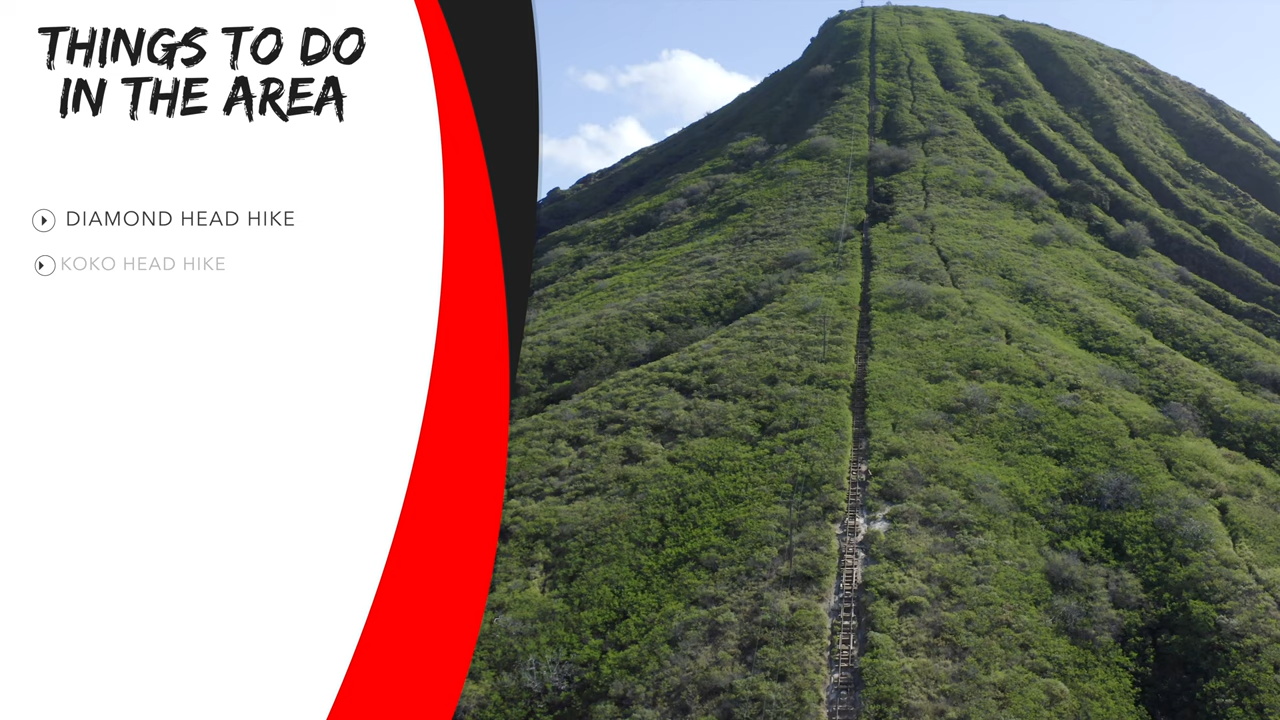 THINGS TO DO
IN THE AREA
DIAMOND HEAD HIKE
KOKO HEAD HIKE